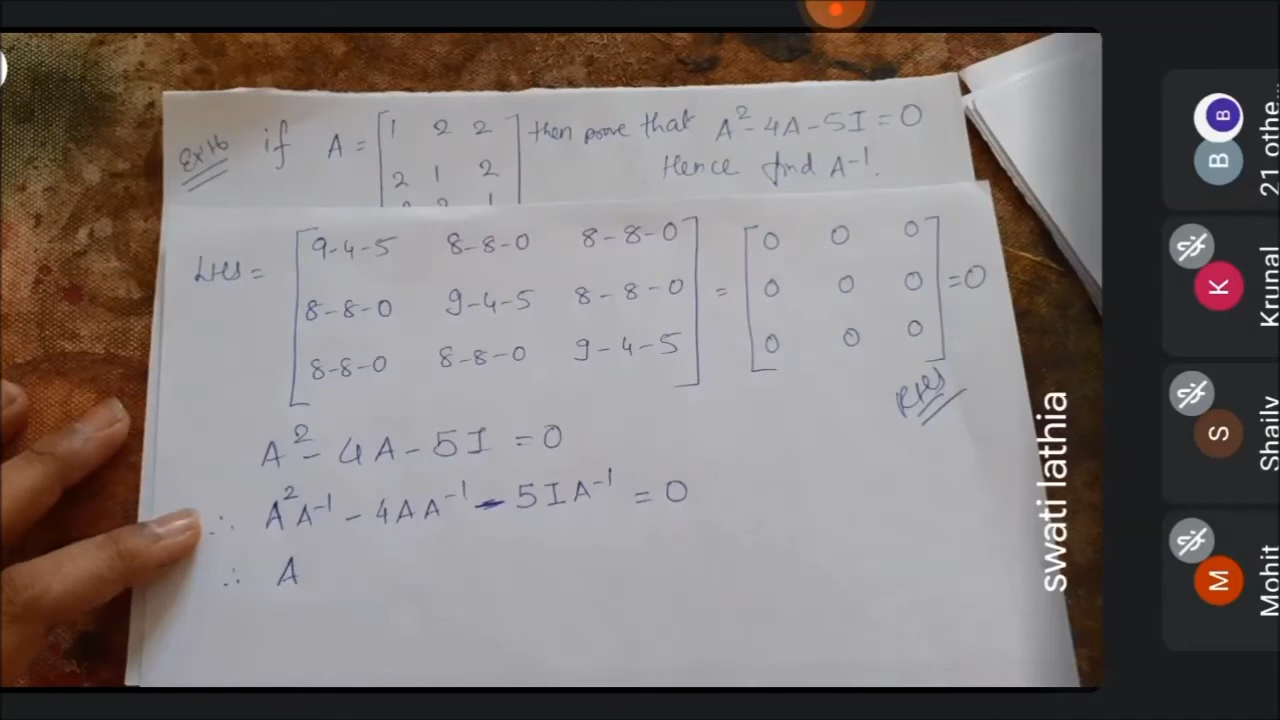 Ex:16 if A = [ 1 2 2 ] then prove that A² - 4A - 5I = 0
2 1 2 Hence find A⁻¹.
LHS = [ 9-4-5 8-8-0 8-8-0 ] = [ 0 0 0 ] = 0
8-8-0 9-4-5 8-8-0 0 0 0
8-8-0 8-8-0 9-4-5 0 0 0
RHS
A² - 4A - 5I = 0
∴ A²A⁻¹ - 4AA⁻¹ - 5IA⁻¹ = 0
∴ A
swati lathia
B
B
21 othe...
K
Krunal
S
Shailv
M
Mohit